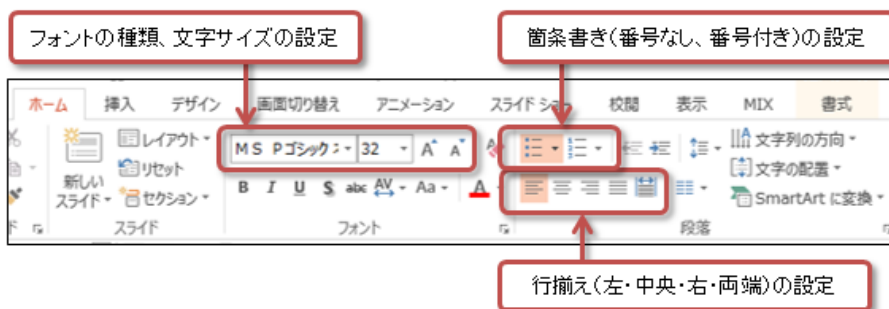 フォントの種類、文字サイズの設定
箇条書き(番号なし、番号付き)の設定
ホーム 挿入 デザイン 画面切り替え アニメーション スライド 校閲 表示 MIX 書式
レイアウト
MS Pゴシック 32 A A
文字列の方向
リセット
文字の配置
新しい
スライド
セクション
B I U S abc AV Aa A
SmartArt に変換
スライド フォント 段落
行揃え(左・中央・右・両端)の設定